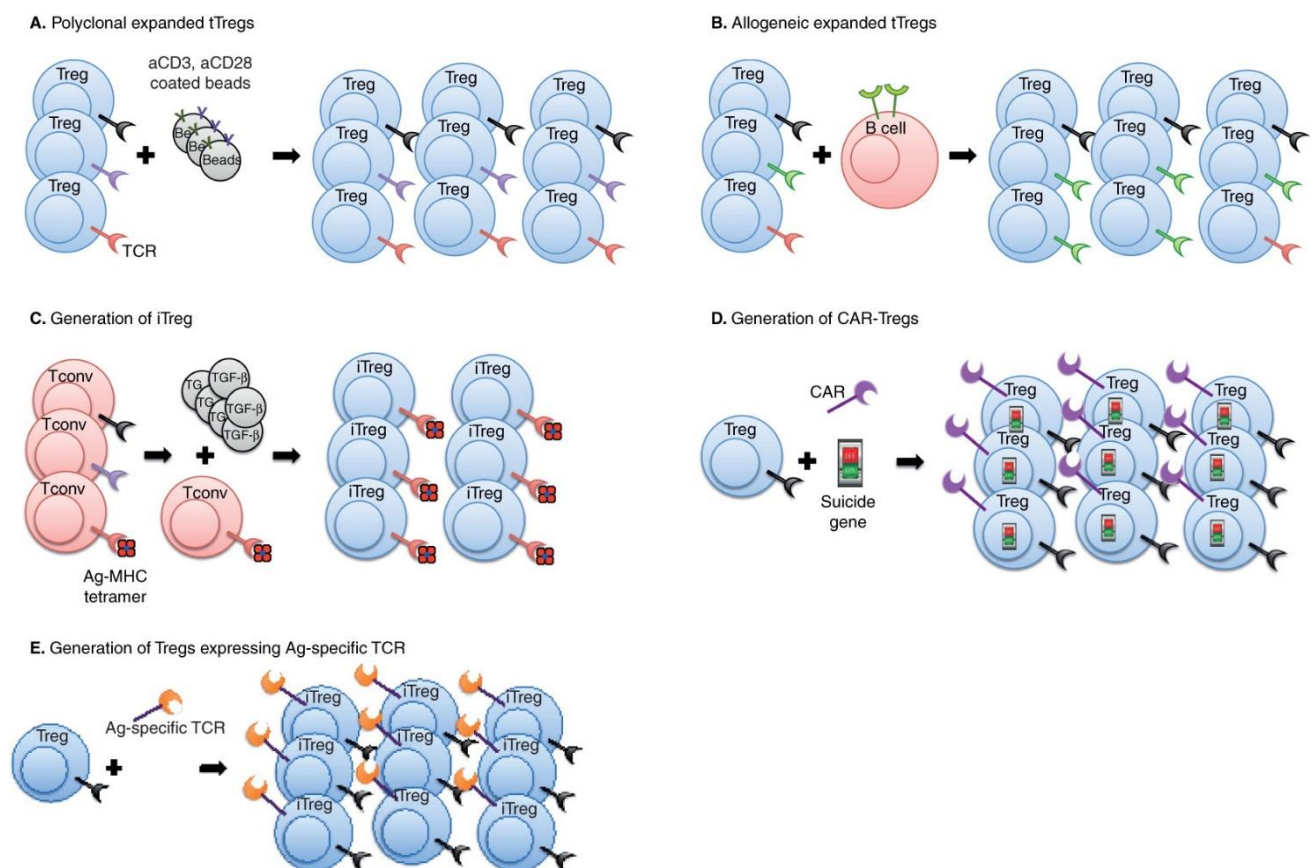 A. Polyclonal expanded tTregs
aCD3, aCD28
coated beads
Treg
Treg
Treg
Be
Be
Beads
TCR
Treg
Treg
Treg
Treg
Treg
Treg
Treg
Treg
Treg
B. Allogeneic expanded tTregs
Treg
Treg
Treg
B cell
Treg
Treg
Treg
Treg
Treg
Treg
Treg
Treg
Treg
C. Generation of iTreg
Tconv
Tconv
Tconv
Ag-MHC
tetramer
TGF-β
TG
TG
TGF-β
TG
TGF-β
Tconv
iTreg
iTreg
iTreg
iTreg
iTreg
iTreg
D. Generation of CAR-Tregs
CAR
Treg
Suicide
gene
Treg
Treg
Treg
Treg
Treg
Treg
Treg
Treg
Treg
E. Generation of Tregs expressing Ag-specific TCR
Ag-specific TCR
Treg
iTreg
iTreg
iTreg
iTreg
iTreg
iTreg
iTreg
iTreg
iTreg